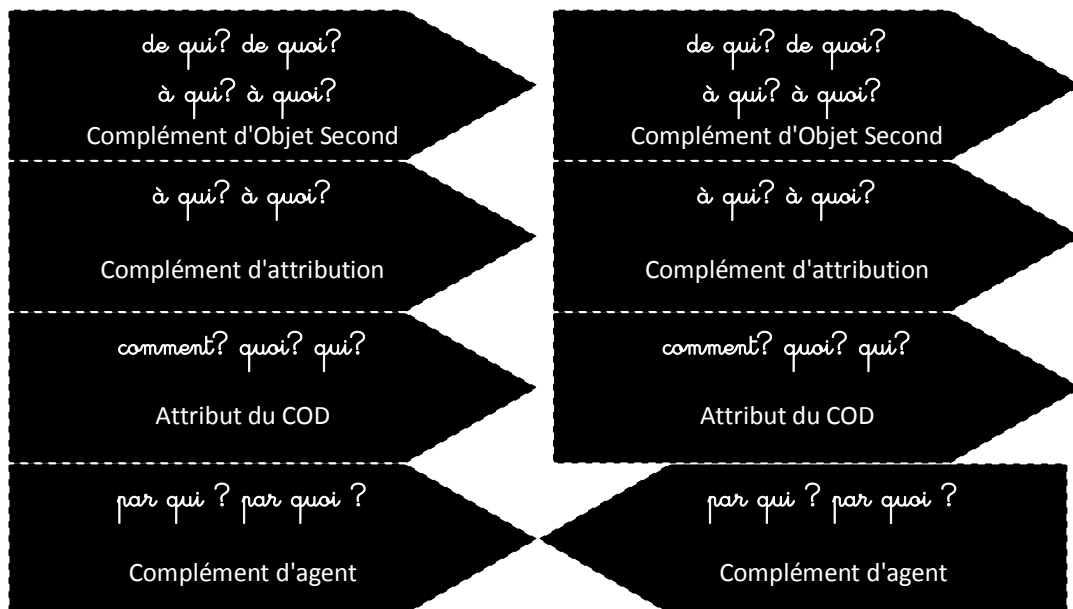 de qui? de quoi?
à qui? à quoi?
Complément d'Objet Second
de qui? de quoi?
à qui? à quoi?
Complément d'Objet Second
à qui? à quoi?
Complément d'attribution
à qui? à quoi?
Complément d'attribution
comment? quoi? qui?
Attribut du COD
comment? quoi? qui?
Attribut du COD
par qui ? par quoi ?
Complément d'agent
par qui ? par quoi ?
Complément d'agent